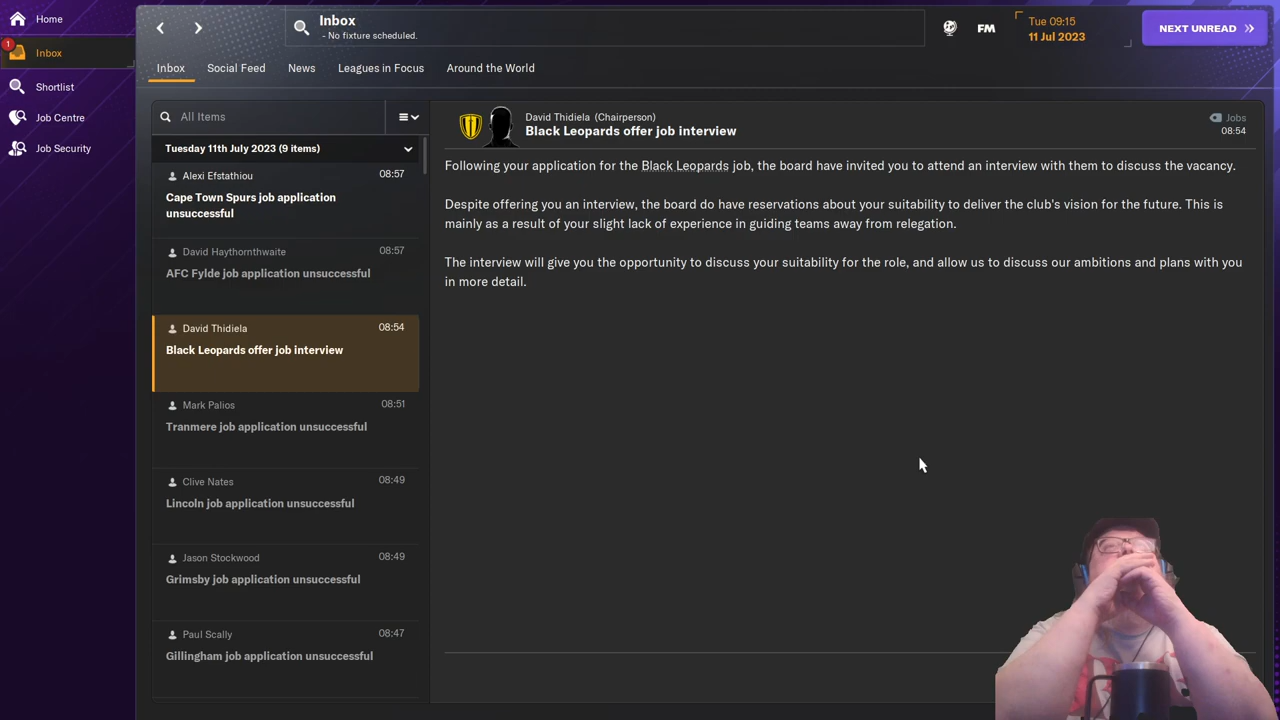 Home
1
Inbox
Shortlist
Job Centre
Job Security
Inbox
- No fixture scheduled.
FM
Tue 09:15
11 Jul 2023
NEXT UNREAD
Inbox
Social Feed
News
Leagues in Focus
Around the World
All Items
Tuesday 11th July 2023 (9 items)
Alexi Efstathiou
08:57
Cape Town Spurs job application
unsuccessful
David Haythornthwaite
08:57
AFC Fylde job application unsuccessful
David Thidiela
08:54
Black Leopards offer job interview
Mark Palios
08:51
Tranmere job application unsuccessful
Clive Nates
08:49
Lincoln job application unsuccessful
Jason Stockwood
08:49
Grimsby job application unsuccessful
Paul Scally
08:47
Gillingham job application unsuccessful
David Thidiela (Chairperson)
Black Leopards offer job interview
Jobs
08:54
Following your application for the Black Leopards job, the board have invited you to attend an interview with them to discuss the vacancy.
Despite offering you an interview, the board do have reservations about your suitability to deliver the club's vision for the future. This is
mainly as a result of your slight lack of experience in guiding teams away from relegation.
The interview will give you the opportunity to discuss your suitability for the role, and allow us to discuss our ambitions and plans with you
in more detail.